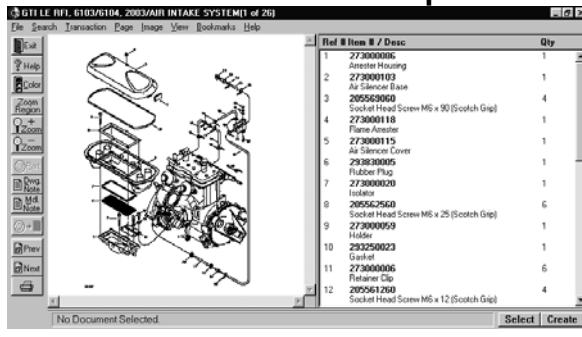 GTI LE RFI, 6103/6104, 2003/AIR INTAKE SYSTEM(1 of 26)
File Search Transaction Page Image View Bookmarks Help
Exit
Help
Color
Zoom
Region
Zoom
Zoom
Dwg.
Note
Mdl.
Note
Prev
Next
Ref # Item # / Desc Qty
1 273000086 1
Arrester Housing
2 273000103 1
Air Silencer Base
3 205569060 4
Socket Head Screw M6 x 90 (Scotch Grip)
4 273000118 1
Flame Arrester
5 273000115 1
Air Silencer Cover
6 293830005 1
Rubber Plug
7 273000020 1
Isolator
8 205562560 6
Socket Head Screw M6 x 25 (Scotch Grip)
9 273000059 1
Holder
10 293250023 1
Gasket
11 273000006 6
Retainer Clip
12 205561260 4
Socket Head Screw M6 x 12 (Scotch Grip)
No Document Selected.
Select Create